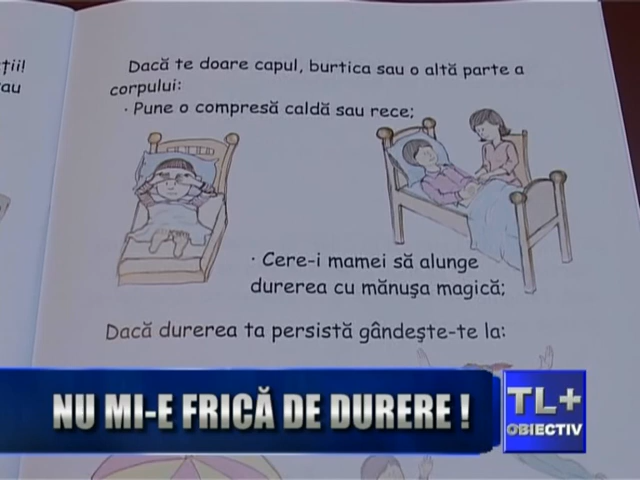 ții!
au
Dacă te doare capul, burtica sau o altă parte a
corpului:
· Pune o compresă caldă sau rece;
· Cere-i mamei să alunge
durerea cu mănușa magică;
Dacă durerea ta persistă gândește-te la:
NU MI-E FRICĂ DE DURERE !
TL+
OBIECTIV